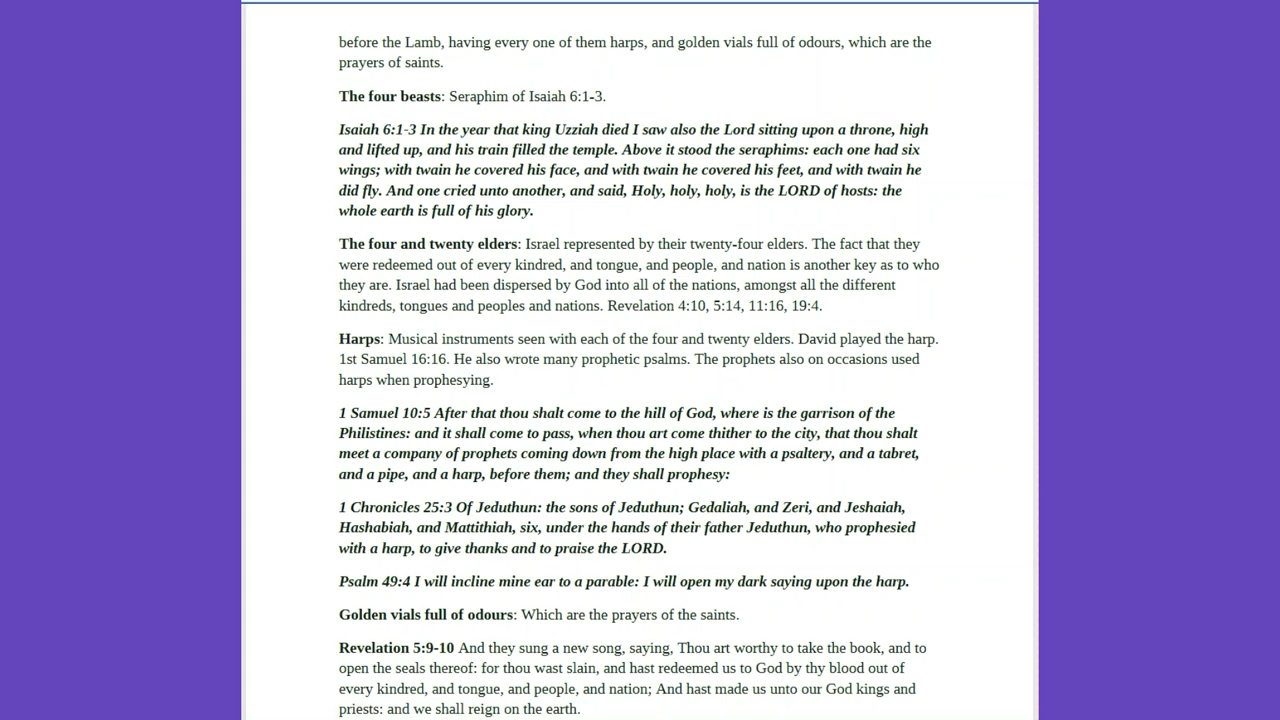 before the Lamb, having every one of them harps, and golden vials full of odours, which are the
prayers of saints.
The four beasts: Seraphim of Isaiah 6:1-3.
Isaiah 6:1-3 In the year that king Uzziah died I saw also the Lord sitting upon a throne, high
and lifted up, and his train filled the temple. Above it stood the seraphims: each one had six
wings; with twain he covered his face, and with twain he covered his feet, and with twain he
did fly. And one cried unto another, and said, Holy, holy, holy, is the LORD of hosts: the
whole earth is full of his glory.
The four and twenty elders: Israel represented by their twenty-four elders. The fact that they
were redeemed out of every kindred, and tongue, and people, and nation is another key as to who
they are. Israel had been dispersed by God into all of the nations, amongst all the different
kindreds, tongues and peoples and nations. Revelation 4:10, 5:14, 11:16, 19:4.
Harps: Musical instruments seen with each of the four and twenty elders. David played the harp.
1st Samuel 16:16. He also wrote many prophetic psalms. The prophets also on occasions used
harps when prophesying.
1 Samuel 10:5 After that thou shalt come to the hill of God, where is the garrison of the
Philistines: and it shall come to pass, when thou art come thither to the city, that thou shalt
meet a company of prophets coming down from the high place with a psaltery, and a tabret,
and a pipe, and a harp, before them; and they shall prophesy:
1 Chronicles 25:3 Of Jeduthun: the sons of Jeduthun; Gedaliah, and Zeri, and Jeshaiah,
Hashabiah, and Mattithiah, six, under the hands of their father Jeduthun, who prophesied
with a harp, to give thanks and to praise the LORD.
Psalm 49:4 I will incline mine ear to a parable: I will open my dark saying upon the harp.
Golden vials full of odours: Which are the prayers of the saints.
Revelation 5:9-10 And they sung a new song, saying, Thou art worthy to take the book, and to
open the seals thereof: for thou wast slain, and hast redeemed us to God by thy blood out of
every kindred, and tongue, and people, and nation; And hast made us unto our God kings and
priests: and we shall reign on the earth.